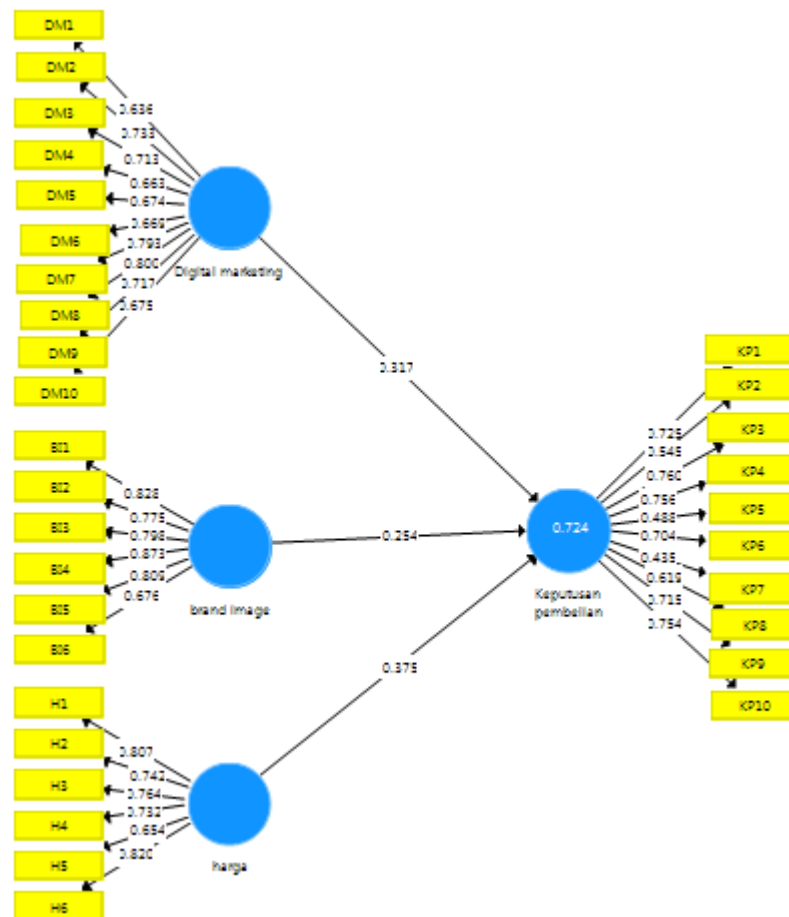 DM1
DM2
DM3
DM4
DM5
DM6
DM7
DM8
DM9
DM10
0.636
0.733
0.713
0.663
0.674
0.669
0.793
0.800
0.717
0.675
Digital marketing
0.317
BI1
BI2
BI3
BI4
BI5
BI6
0.828
0.775
0.798
0.873
0.809
0.676
brand image
0.254
H1
H2
H3
H4
H5
H6
0.807
0.742
0.764
0.732
0.654
0.820
harga
0.375
0.724
Keputusan
pembelian
0.725
0.545
0.760
0.756
0.488
0.704
0.435
0.619
0.715
0.754
KP1
KP2
KP3
KP4
KP5
KP6
KP7
KP8
KP9
KP10